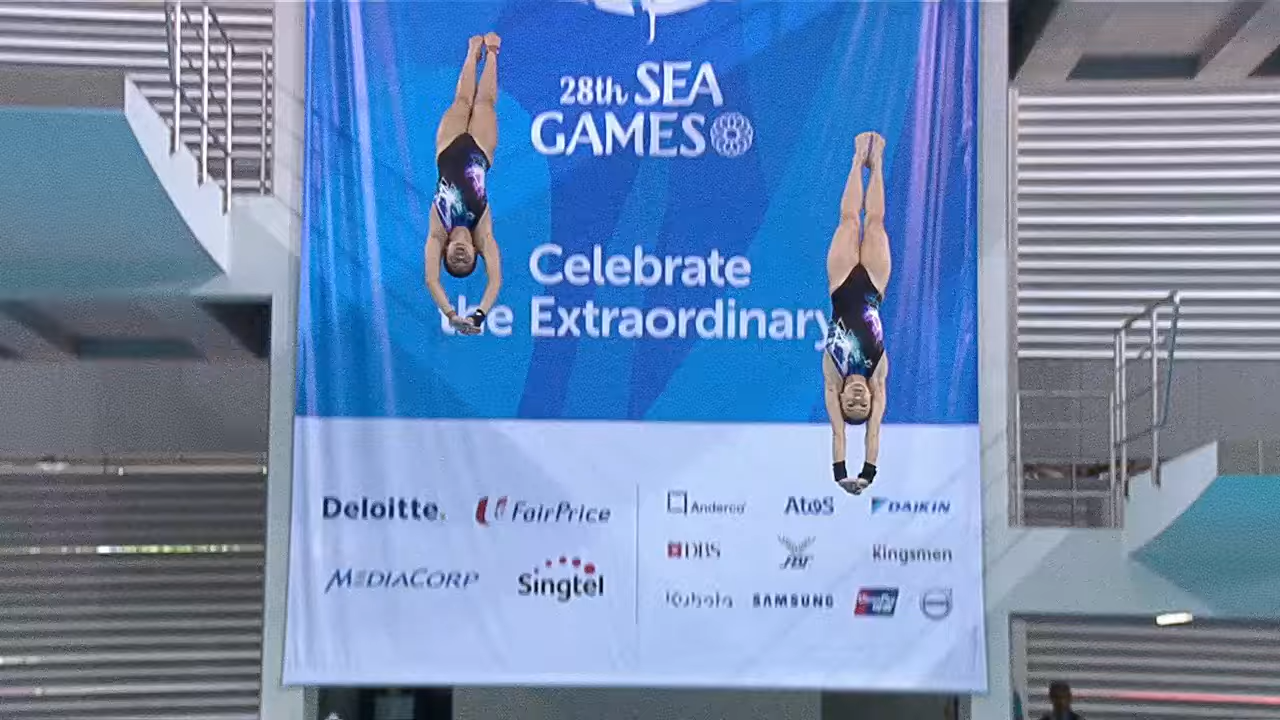 28th SEA
GAMES
Celebrate
the Extraordinary
Deloitte.
FairPrice
MEDIACORP
Singtel
Anderco
Atos
DAIKIN
DBS
Kingsmen
Kubota
SAMSUNG